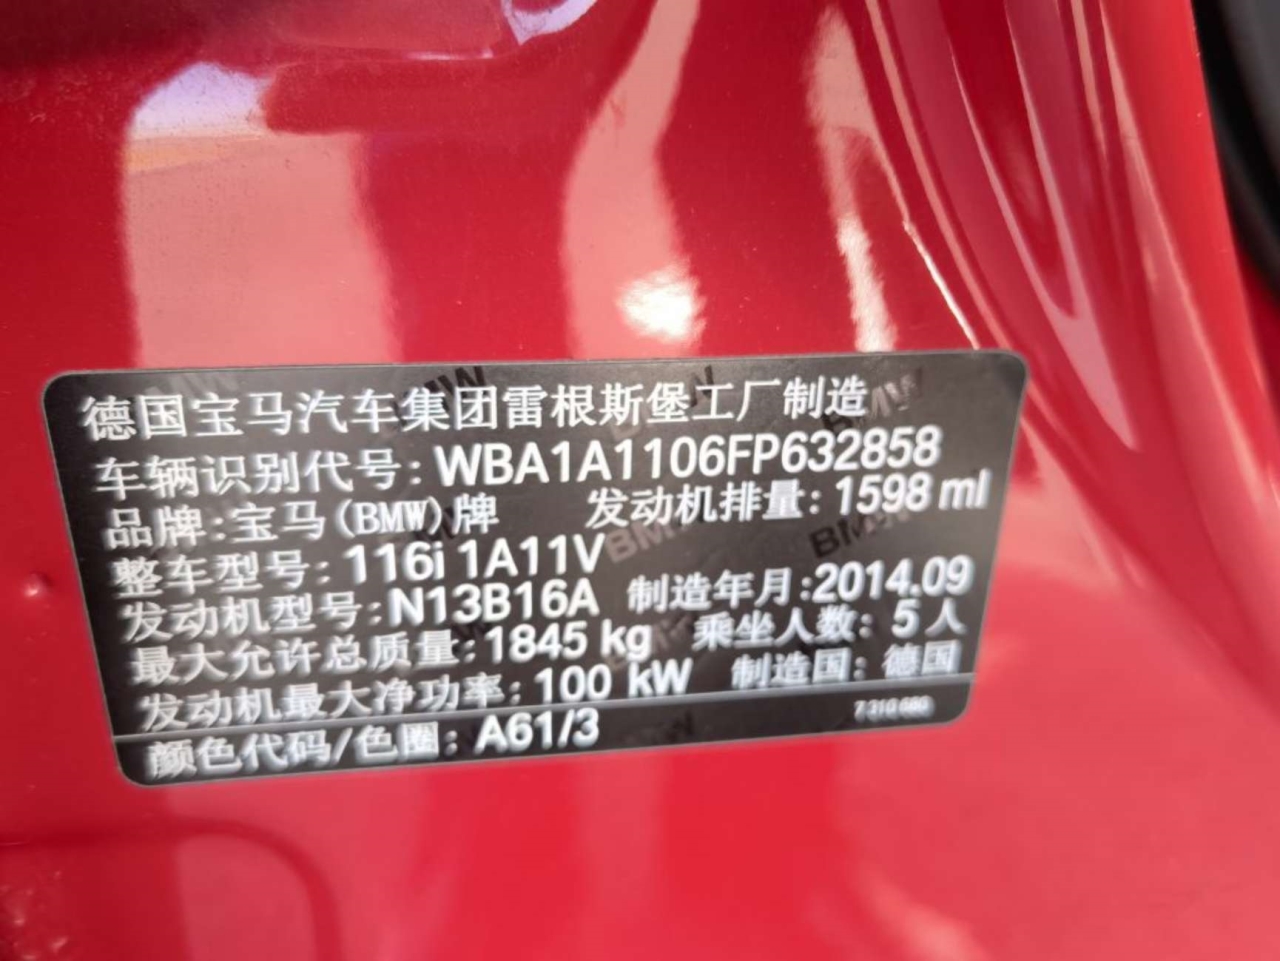 德国宝马汽车集团雷根斯堡工厂制造
车辆识别代号: WBA1A1106FP632858
品牌: 宝马(BMW)牌 发动机排量: 1598 ml
整车型号: 116i 1A11V
发动机型号: N13B16A 制造年月: 2014.09
最大允许总质量: 1845 kg 乘坐人数: 5人
发动机最大净功率: 100 kW 制造国: 德国
颜色代码/色圈: A61/3